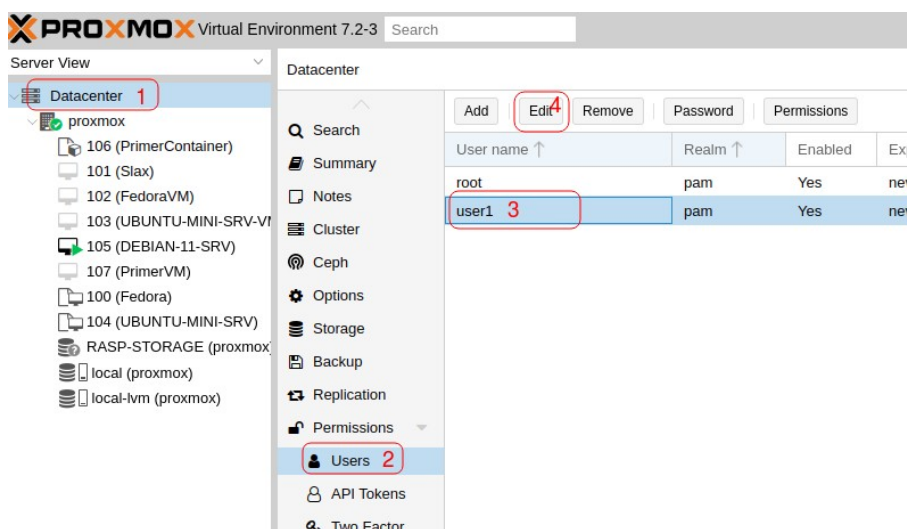 PROXMOX Virtual Environment 7.2-3 Search
Server View
Datacenter 1
proxmox
106 (PrimerContainer)
101 (Slax)
102 (FedoraVM)
103 (UBUNTU-MINI-SRV-VM
105 (DEBIAN-11-SRV)
107 (PrimerVM)
100 (Fedora)
104 (UBUNTU-MINI-SRV)
RASP-STORAGE (proxmox)
local (proxmox)
local-lvm (proxmox)
Datacenter
Search
Summary
Notes
Cluster
Ceph
Options
Storage
Backup
Replication
Permissions
Users 2
API Tokens
Two Factor
Add Edit 4 Remove Password Permissions
User name Realm Enabled Ex
root pam Yes ne
user1 3 pam Yes ne